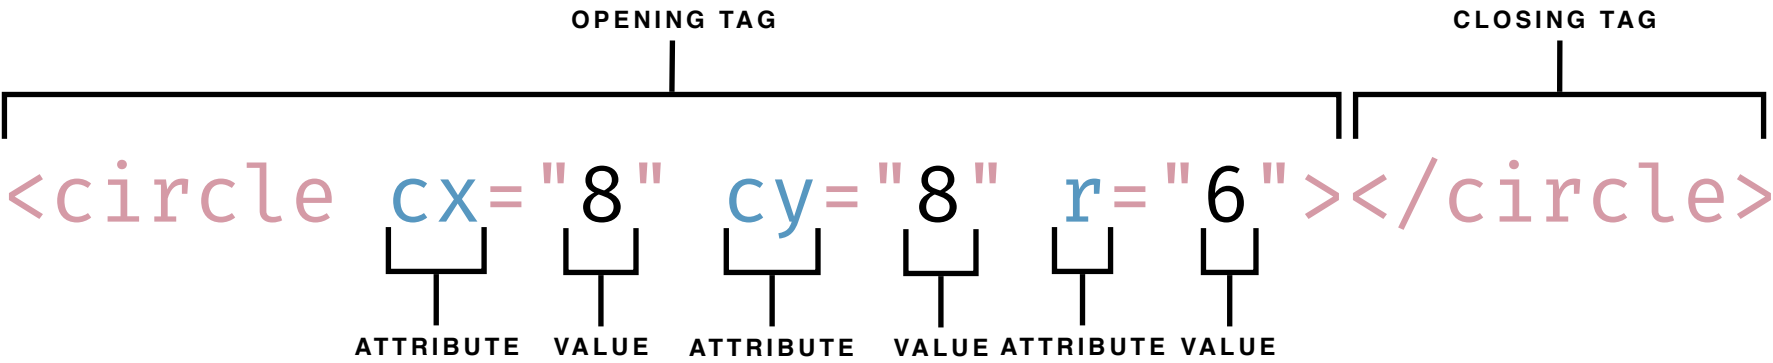 OPENING TAG CLOSING TAG
<circle cx="8" cy="8" r="6"></circle>
ATTRIBUTE VALUE ATTRIBUTE VALUE ATTRIBUTE VALUE